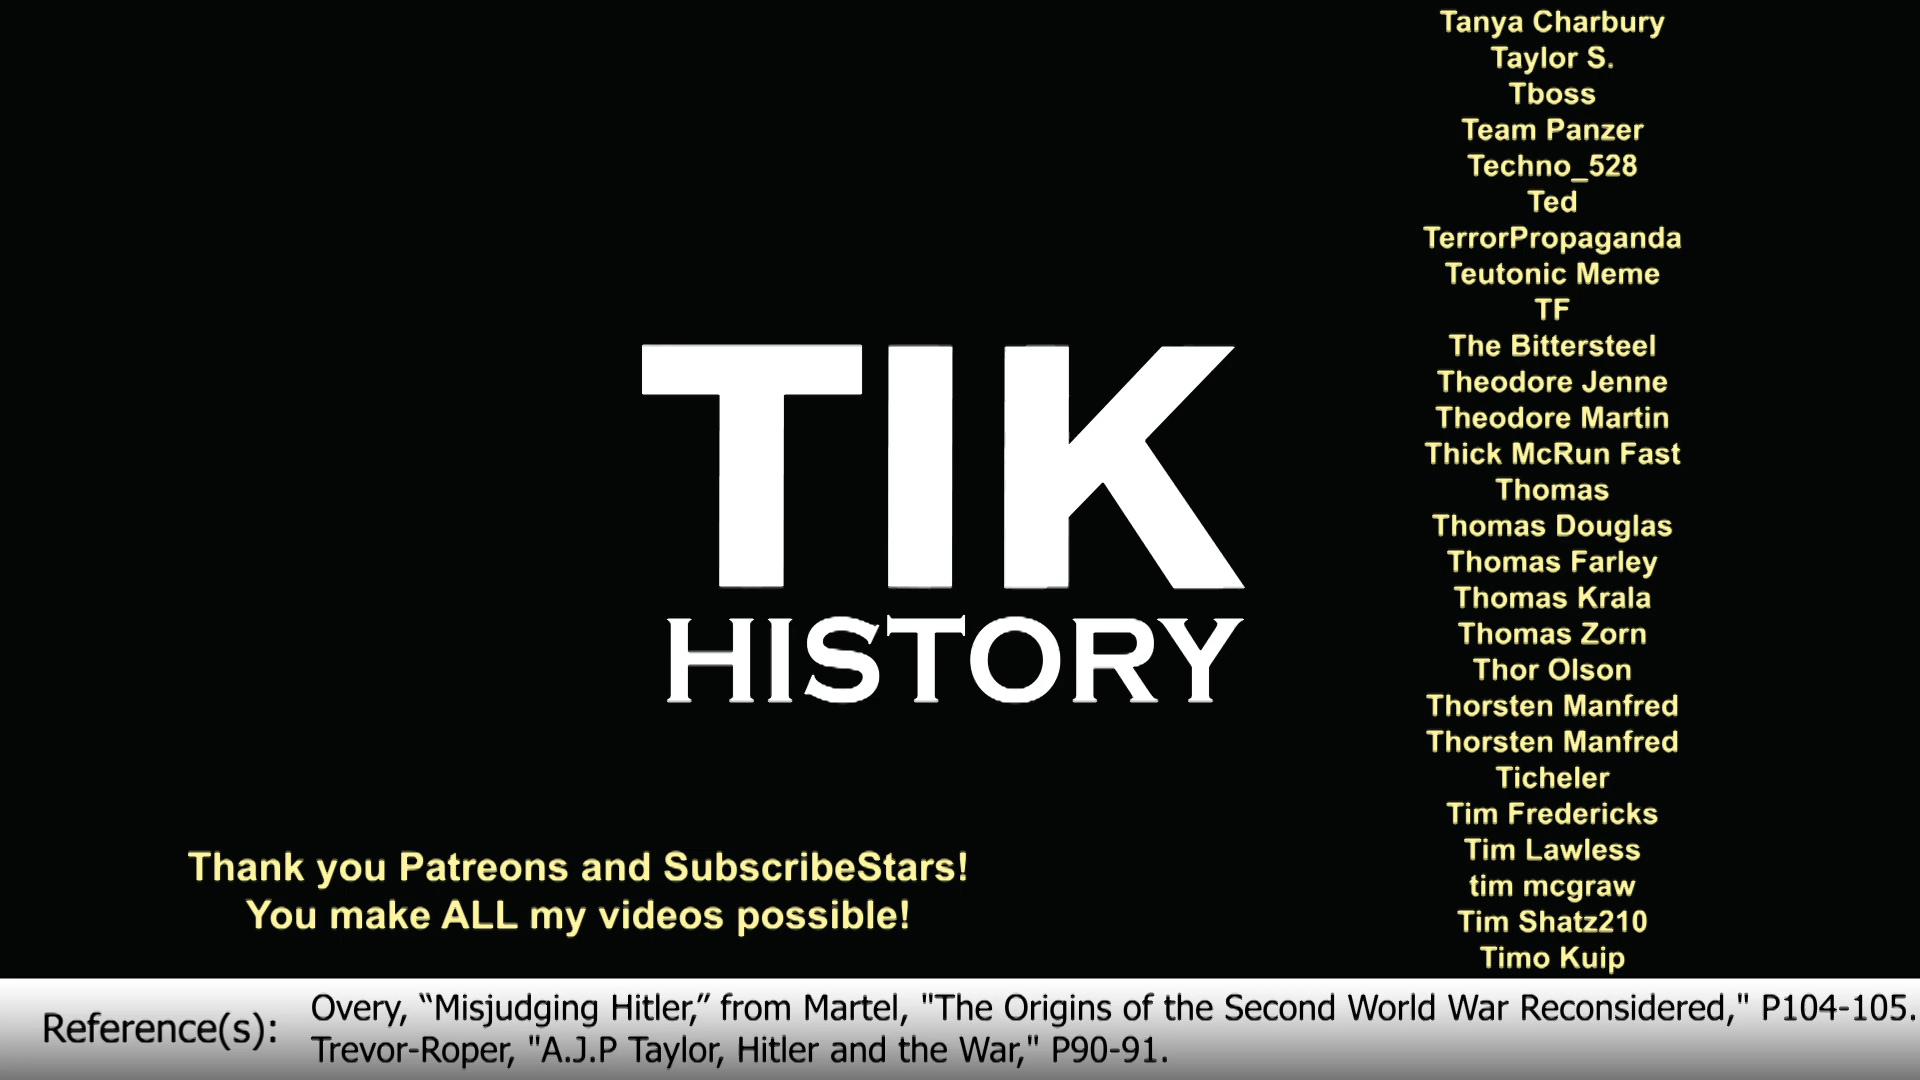 Tanya Charbury
Taylor S.
Tboss
Team Panzer
Techno_528
Ted
TerrorPropaganda
Teutonic Meme
TF
The Bittersteel
Theodore Jenne
Theodore Martin
Thick McRun Fast
Thomas
Thomas Douglas
Thomas Farley
Thomas Krala
Thomas Zorn
Thor Olson
Thorsten Manfred
Thorsten Manfred
Ticheler
Tim Fredericks
Tim Lawless
tim mcgraw
Tim Shatz210
Timo Kuip
TIK
HISTORY
Thank you Patreons and SubscribeStars!
You make ALL my videos possible!
Reference(s):
Overy, “Misjudging Hitler,” from Martel, "The Origins of the Second World War Reconsidered," P104-105.
Trevor-Roper, "A.J.P Taylor, Hitler and the War," P90-91.